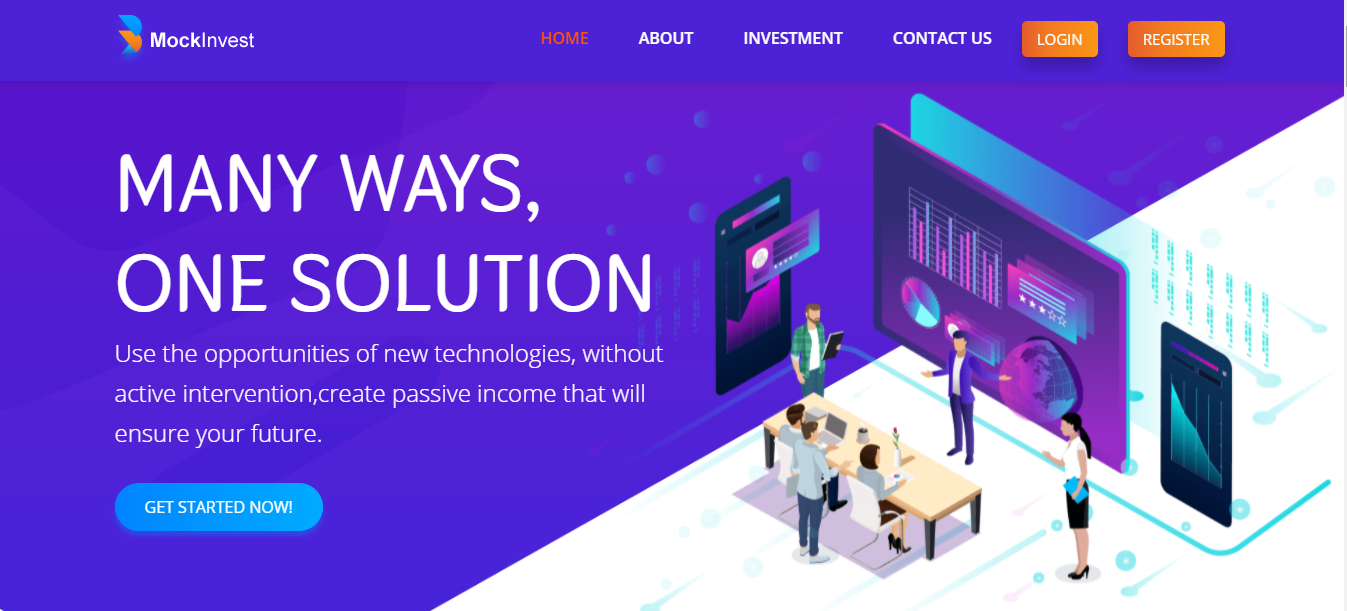 MockInvest
HOME
ABOUT
INVESTMENT
CONTACT US
LOGIN
REGISTER
MANY WAYS,
ONE SOLUTION
Use the opportunities of new technologies, without
active intervention,create passive income that will
ensure your future.
GET STARTED NOW!